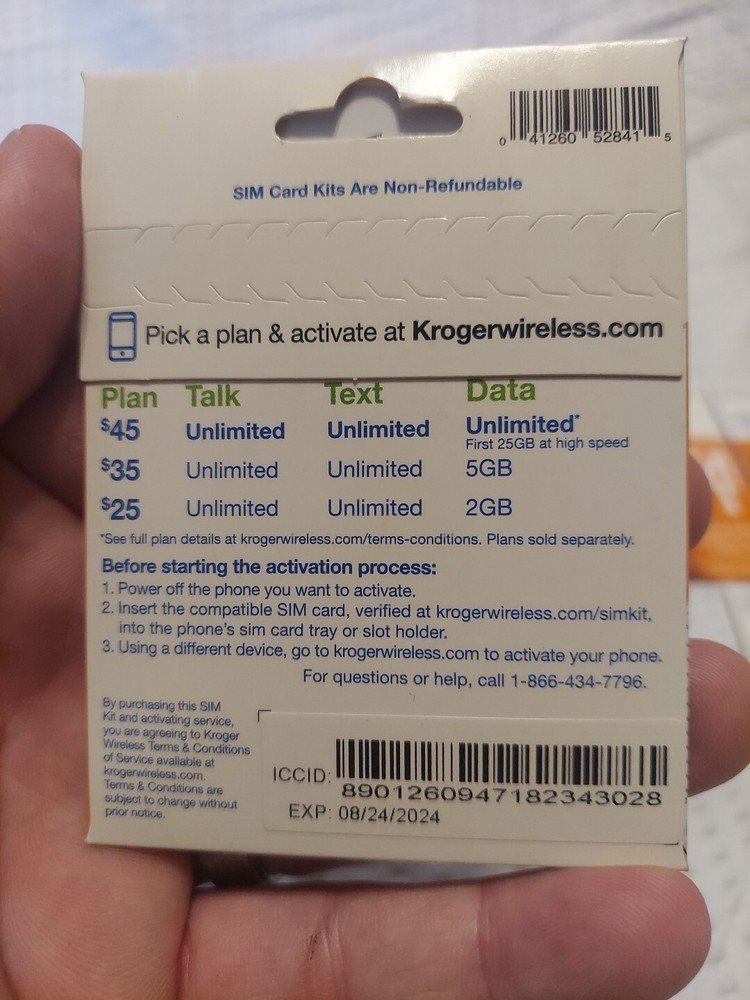 0 41260 52841 5
SIM Card Kits Are Non-Refundable
Pick a plan & activate at Krogerwireless.com
Plan Talk Text Data
$45 Unlimited Unlimited Unlimited*
First 25GB at high speed
$35 Unlimited Unlimited 5GB
$25 Unlimited Unlimited 2GB
*See full plan details at krogerwireless.com/terms-conditions. Plans sold separately.
Before starting the activation process:
1. Power off the phone you want to activate.
2. Insert the compatible SIM card, verified at krogerwireless.com/simkit,
into the phone's sim card tray or slot holder.
3. Using a different device, go to krogerwireless.com to activate your phone.
For questions or help, call 1-866-434-7796.
By purchasing this SIM
Kit and activating service,
you are agreeing to Kroger
Wireless Terms & Conditions
of Service available at
krogerwireless.com.
Terms & Conditions are
subject to change without
prior notice.
ICCID:
8901260947182343028
EXP: 08/24/2024